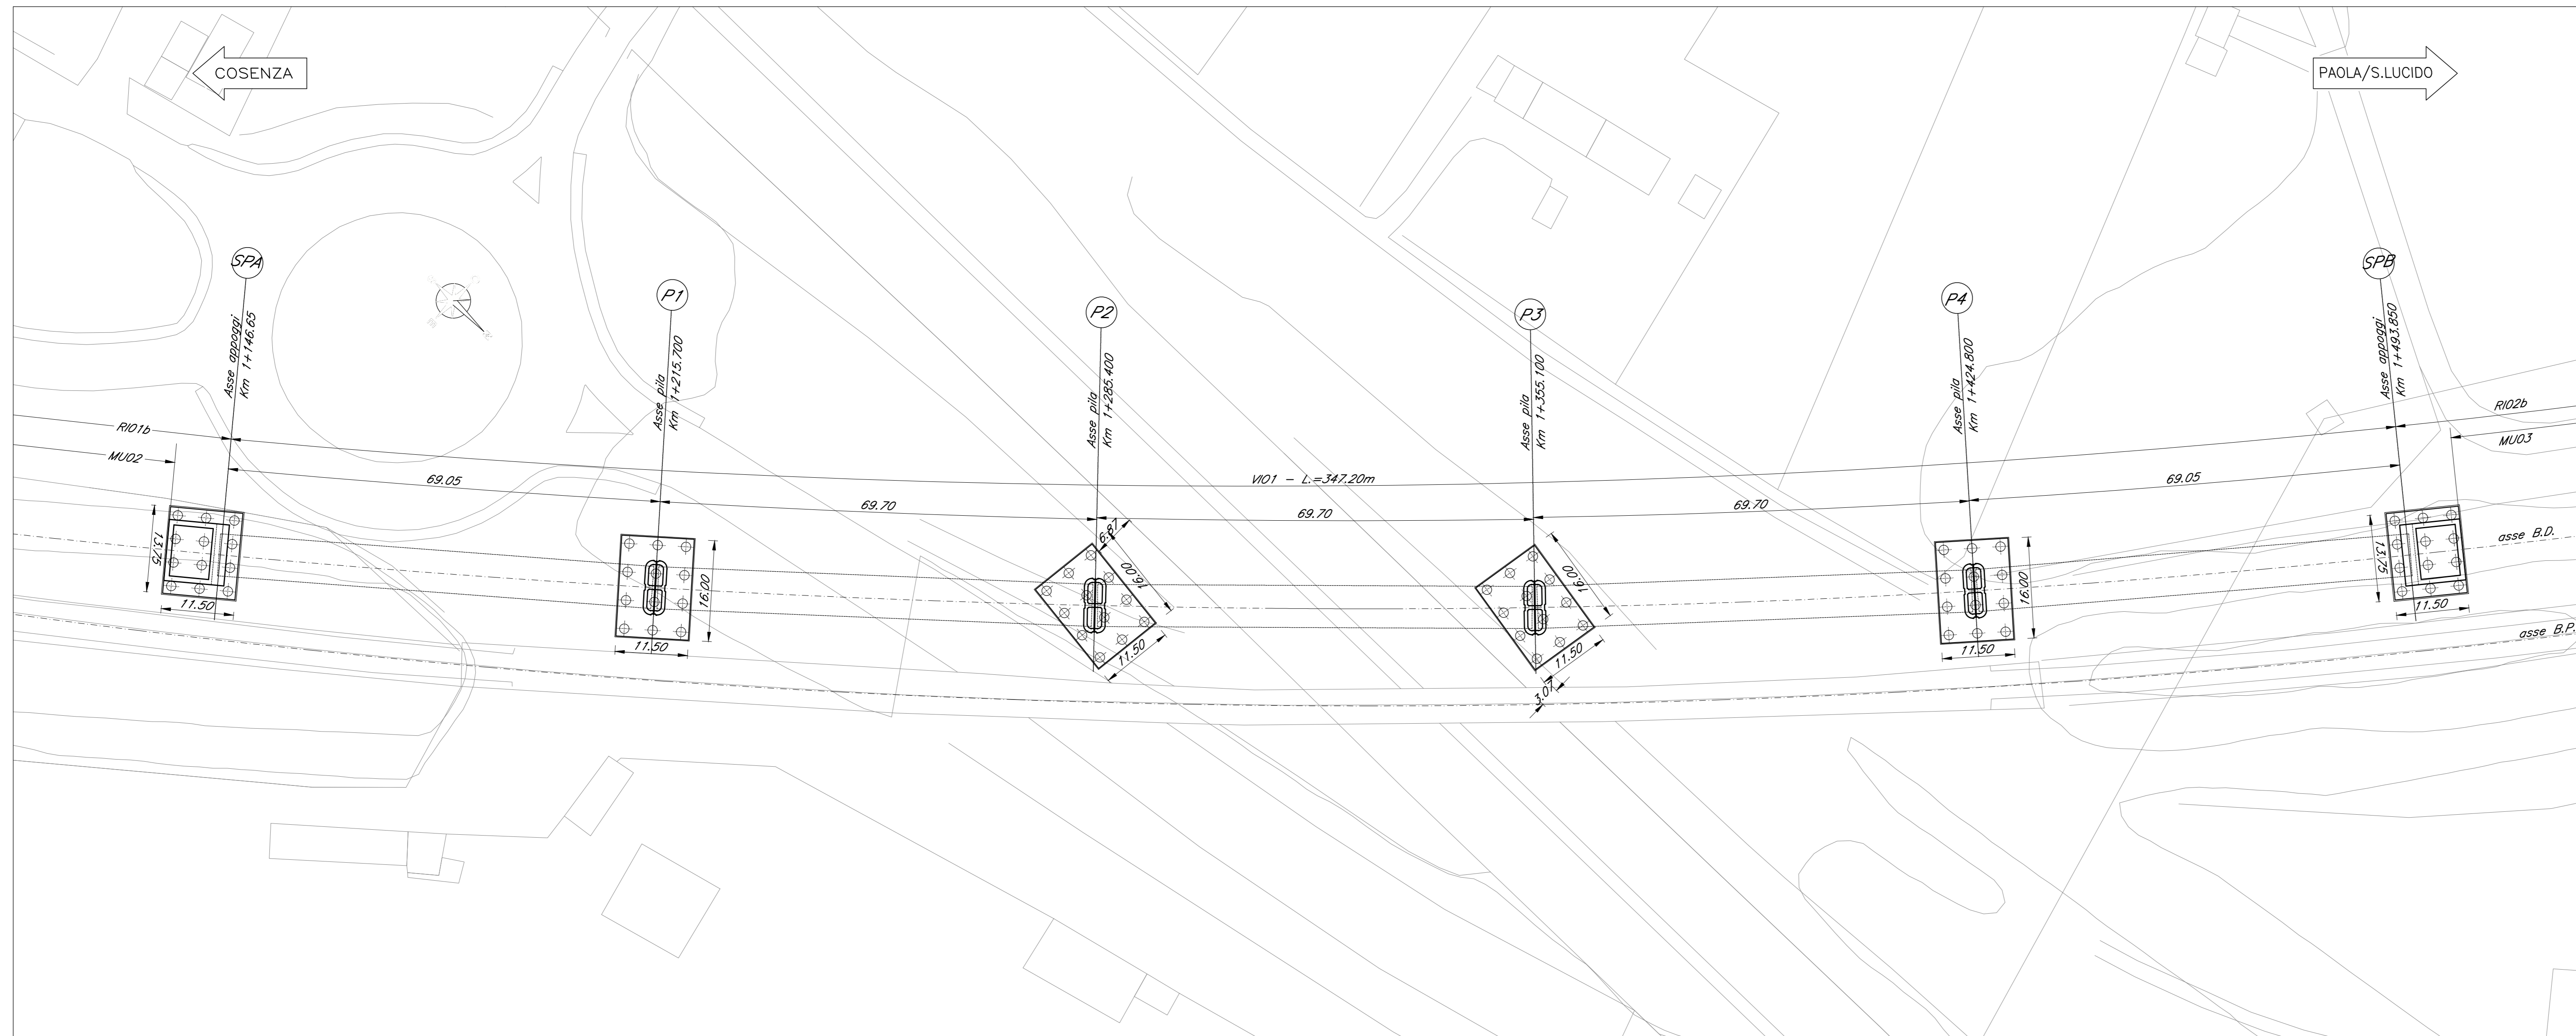 COSENZA
PAOLA/S.LUCIDO
SPA
Asse appoggi
Km 1+146.65
P1
Asse pila
Km 1+215.700
P2
Asse pila
Km 1+285.400
P3
Asse pila
Km 1+355.100
P4
Asse pila
Km 1+424.800
SPB
Asse appoggi
Km 1+493.850
RI01b
MU02
RI02b
MU03
VI01 - L.=347.20m
69.05
69.70
69.70
69.70
69.05
13.75
11.50
16.00
11.50
6.87
16.00
11.50
16.00
11.50
3.07
16.00
11.50
13.75
11.50
asse B.D.
asse B.P.